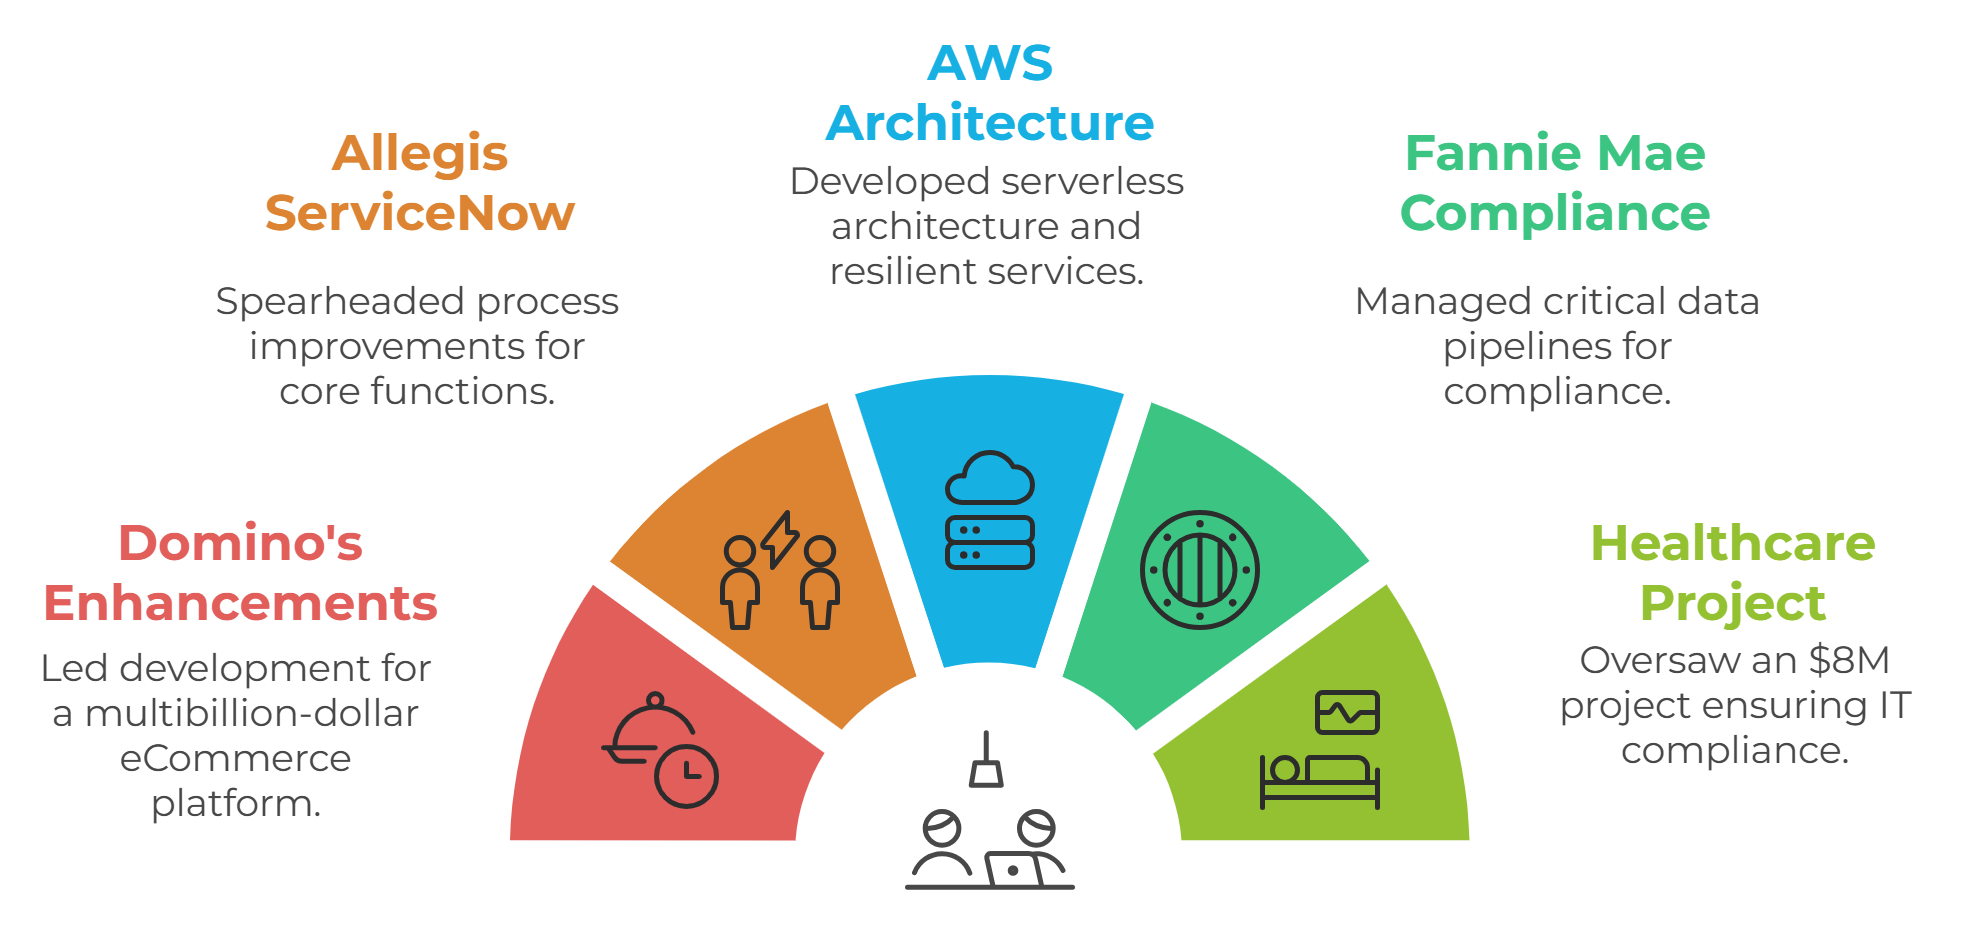 Domino's
Enhancements
Led development for
a multibillion-dollar
eCommerce
platform.
Allegis
ServiceNow
Spearheaded process
improvements for
core functions.
AWS
Architecture
Developed serverless
architecture and
resilient services.
Fannie Mae
Compliance
Managed critical data
pipelines for
compliance.
Healthcare
Project
Oversaw an $8M
project ensuring IT
compliance.